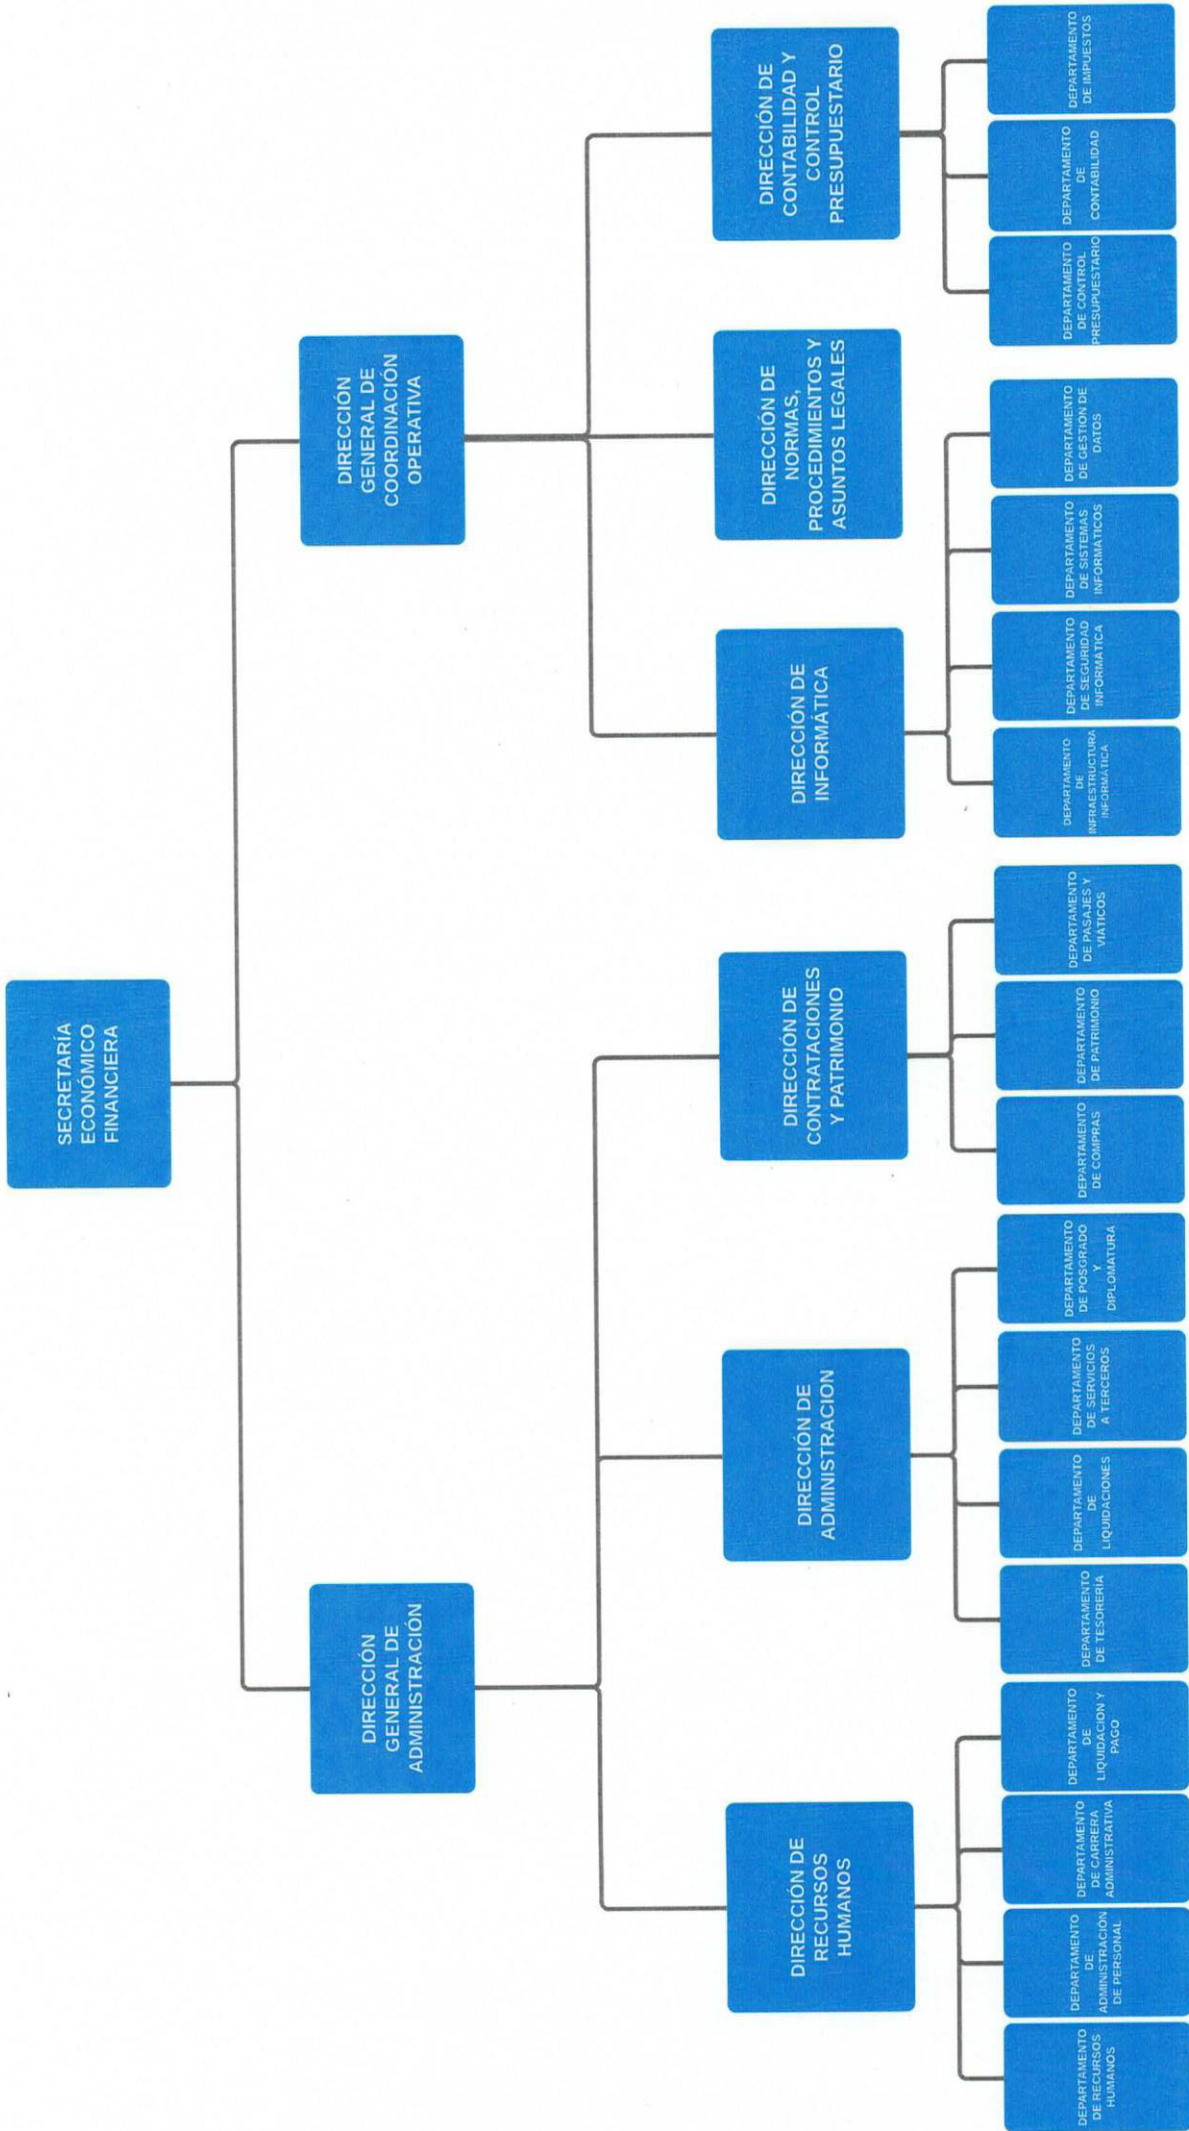 SECRETARÍA
ECONÓMICO
FINANCIERA
DIRECCIÓN
GENERAL DE
ADMINISTRACIÓN
DIRECCIÓN
GENERAL DE
COORDINACIÓN
OPERATIVA
DIRECCIÓN DE
RECURSOS
HUMANOS
DIRECCIÓN DE
ADMINISTRACION
DIRECCIÓN DE
CONTRATACIONES
Y PATRIMONIO
DIRECCIÓN DE
INFORMÁTICA
DIRECCIÓN DE
NORMAS,
PROCEDIMIENTOS Y
ASUNTOS LEGALES
DIRECCIÓN DE
CONTABILIDAD Y
CONTROL
PRESUPUESTARIO
DEPARTAMENTO
DE RECURSOS
HUMANOS
DEPARTAMENTO
DE
ADMINISTRACIÓN
DE PERSONAL
DEPARTAMENTO
DE CARRERA
ADMINISTRATIVA
DEPARTAMENTO
DE
LIQUIDACION Y
PAGO
DEPARTAMENTO
DE TESORERÍA
DEPARTAMENTO
DE
LIQUIDACIONES
DEPARTAMENTO
DE SERVICIOS
A TERCEROS
DEPARTAMENTO
DE POSGRADO
Y
DIPLOMATURA
DEPARTAMENTO
DE COMPRAS
DEPARTAMENTO
DE PATRIMONIO
DEPARTAMENTO
DE PASAJES Y
VIÁTICOS
DEPARTAMENTO
DE
INFRAESTRUCTURA
INFORMÁTICA
DEPARTAMENTO
DE SEGURIDAD
INFORMÁTICA
DEPARTAMENTO
DE SISTEMAS
INFORMÁTICOS
DEPARTAMENTO
DE GESTIÓN DE
DATOS
DEPARTAMENTO
DE CONTROL
PRESUPUESTARIO
DEPARTAMENTO
DE
CONTABILIDAD
DEPARTAMENTO
DE IMPUESTOS